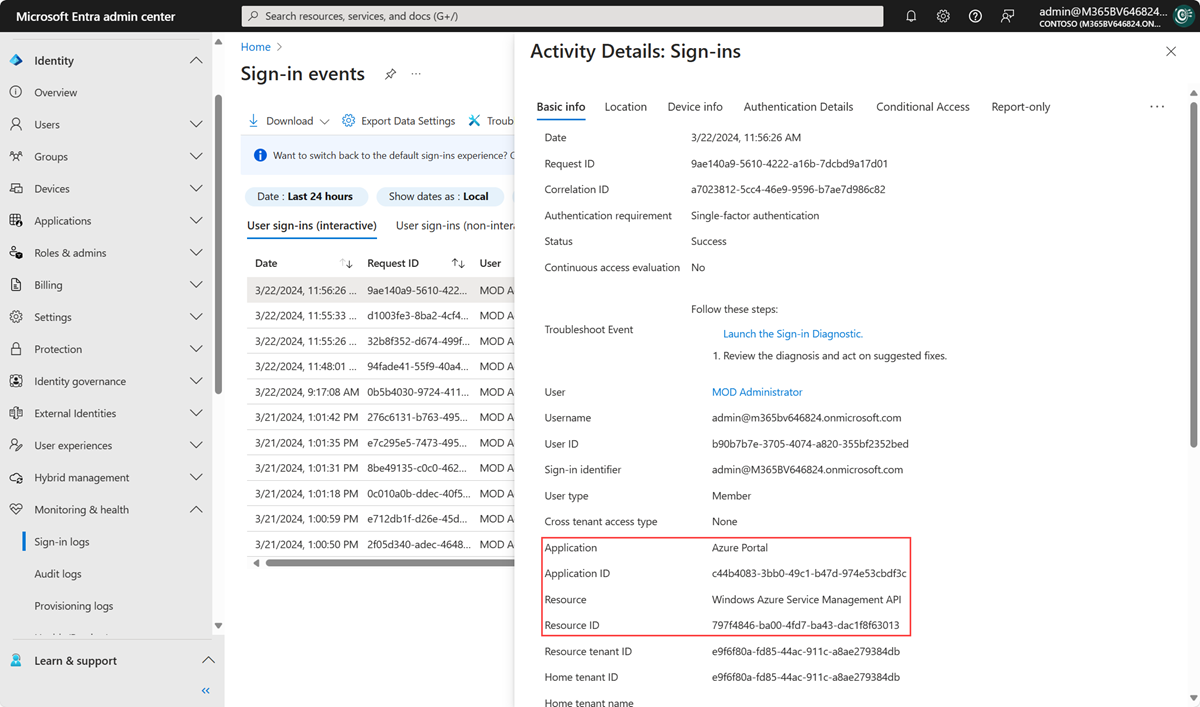 Microsoft Entra admin center
Search resources, services, and docs (G+/)
admin@M365BV646824....
CONTOSO (M365BV646824.ON...
Identity
Overview
Users
Groups
Devices
Applications
Roles & admins
Billing
Settings
Protection
Identity governance
External Identities
User experiences
Hybrid management
Monitoring & health
Sign-in logs
Audit logs
Provisioning logs
Learn & support
Home
Sign-in events
Download
Export Data Settings
Troub
Want to switch back to the default sign-ins experience?
Date : Last 24 hours
Show dates as : Local
User sign-ins (interactive)
User sign-ins (non-intera
Date Request ID User
3/22/2024, 11:56:26 ... 9ae140a9-5610-422... MOD A
3/22/2024, 11:55:33 ... d1003fe3-8ba2-4cf4... MOD A
3/22/2024, 11:55:26 ... 32b8f352-d674-499f... MOD A
3/22/2024, 11:48:01 ... 94fade41-55f9-40a4... MOD A
3/22/2024, 9:17:08 AM 0b5b4030-9724-411... MOD A
3/21/2024, 1:01:42 PM 276c6131-b763-495... MOD A
3/21/2024, 1:01:35 PM e7c295e5-7473-495... MOD A
3/21/2024, 1:01:31 PM 8be49135-c0c0-462... MOD A
3/21/2024, 1:01:18 PM 0c010a0b-ddec-40f5... MOD A
3/21/2024, 1:00:59 PM e712db1f-d26e-45d... MOD A
3/21/2024, 1:00:50 PM 2f05d340-adec-4648... MOD A
Activity Details: Sign-ins
Basic info Location Device info Authentication Details Conditional Access Report-only
Date 3/22/2024, 11:56:26 AM
Request ID 9ae140a9-5610-4222-a16b-7dcbd9a17d01
Correlation ID a7023812-5cc4-46e9-9596-b7ae7d986c82
Authentication requirement Single-factor authentication
Status Success
Continuous access evaluation No
Follow these steps:
Troubleshoot Event
Launch the Sign-in Diagnostic.
1. Review the diagnosis and act on suggested fixes.
User MOD Administrator
Username admin@m365bv646824.onmicrosoft.com
User ID b90b7b7e-3705-4074-a820-355bf2352bed
Sign-in identifier admin@M365BV646824.onmicrosoft.com
User type Member
Cross tenant access type None
Application Azure Portal
Application ID c44b4083-3bb0-49c1-b47d-974e53cbdf3c
Resource Windows Azure Service Management API
Resource ID 797f4846-ba00-4fd7-ba43-dac1f8f63013
Resource tenant ID e9f6f80a-fd85-44ac-911c-a8ae279384db
Home tenant ID e9f6f80a-fd85-44ac-911c-a8ae279384db
Home tenant name